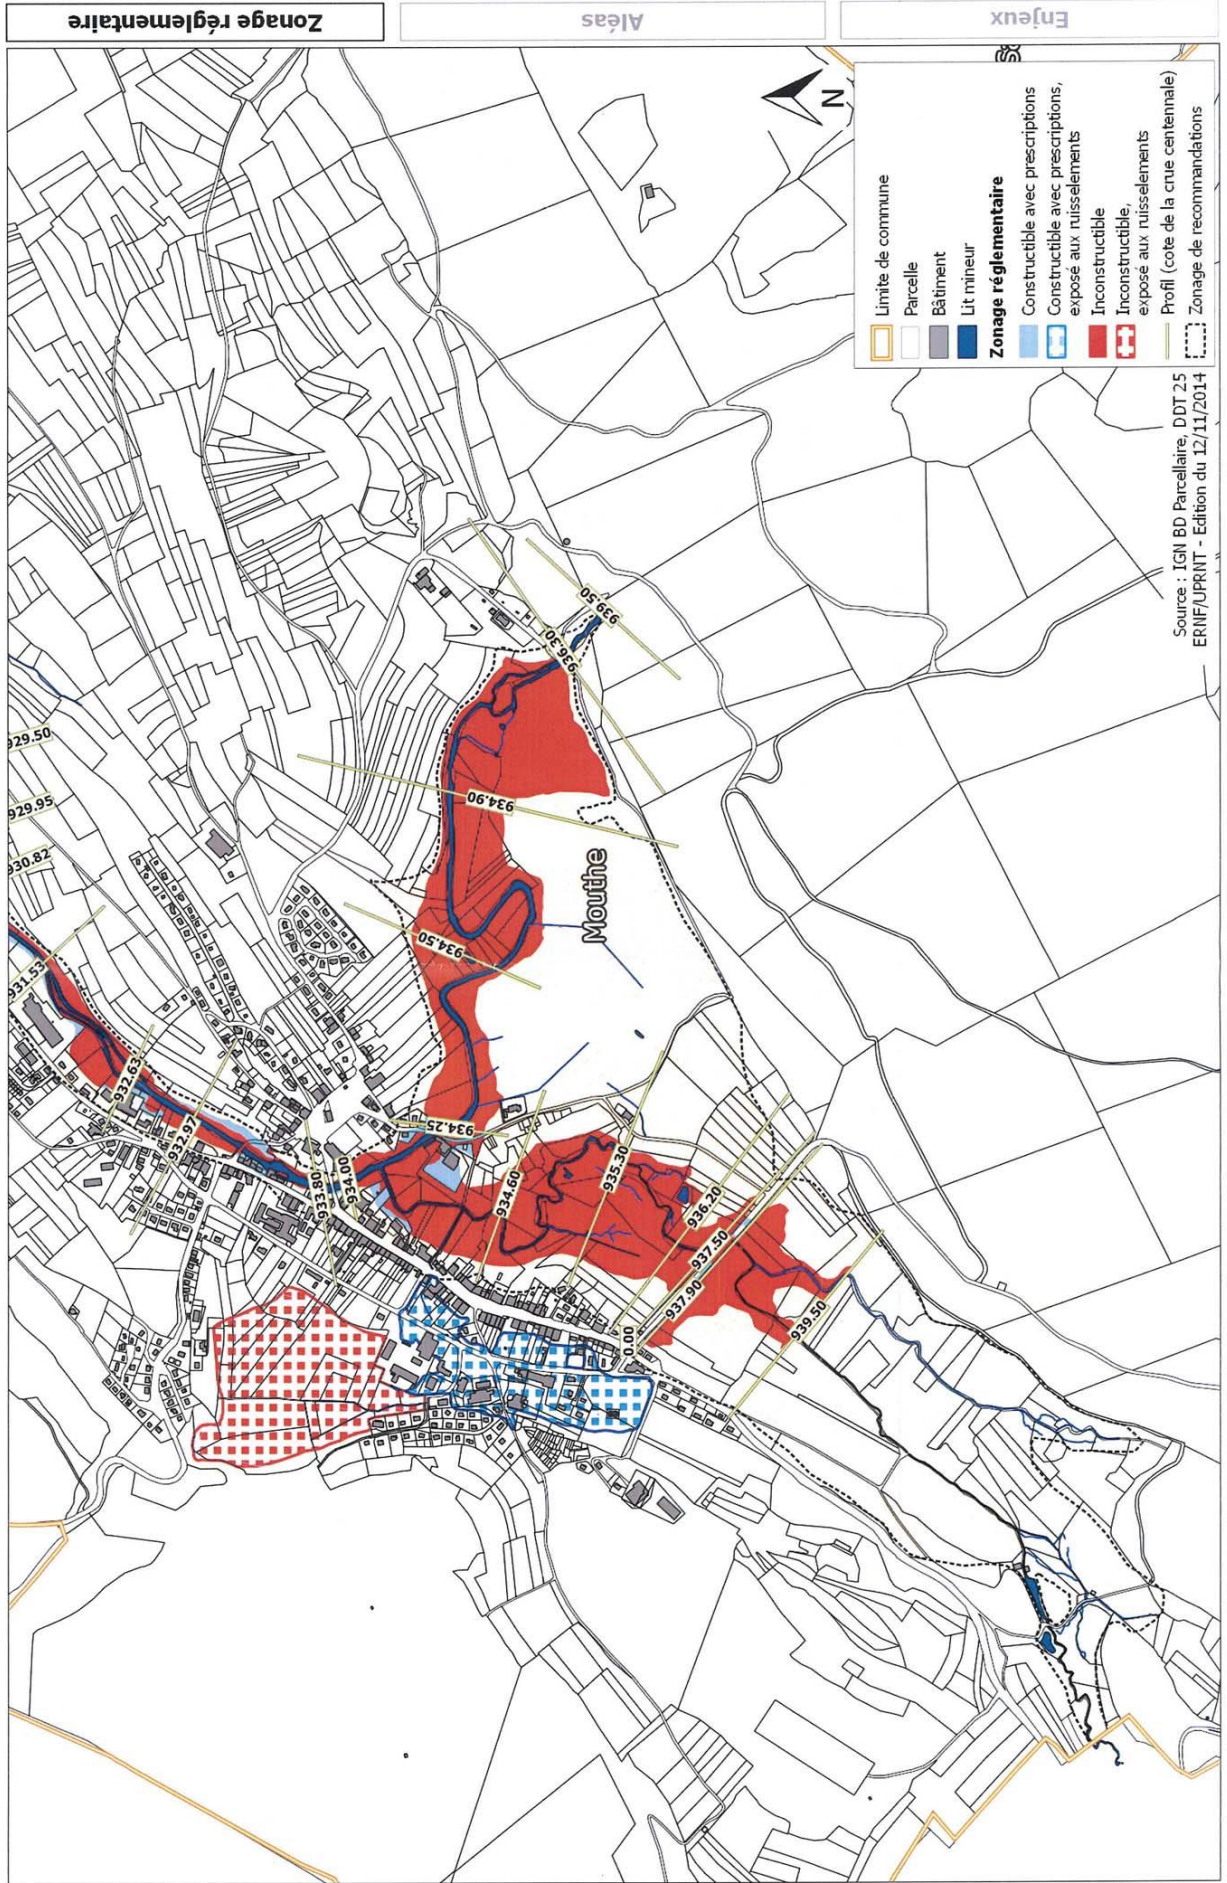 Zonage réglementaire
Aléas
Enjeux
N
Limite de commune
Parcelle
Bâtiment
Lit mineur
Zonage réglementaire
Constructible avec prescriptions
Constructible avec prescriptions,
exposé aux ruisselements
Inconstructible
Inconstructible,
exposé aux ruisselements
Profil (cote de la crue centennale)
Zonage de recommandations
Source : IGN BD Parcellaire, DDT 25
ERNF/UPRNT - Edition du 12/11/2014
Mouthe
929.50
929.95
930.82
931.53
932.63
932.97
933.80
934.00
934.25
934.50
934.90
936.30
939.50
934.60
935.30
936.20
937.50
937.90
0.00
939.50